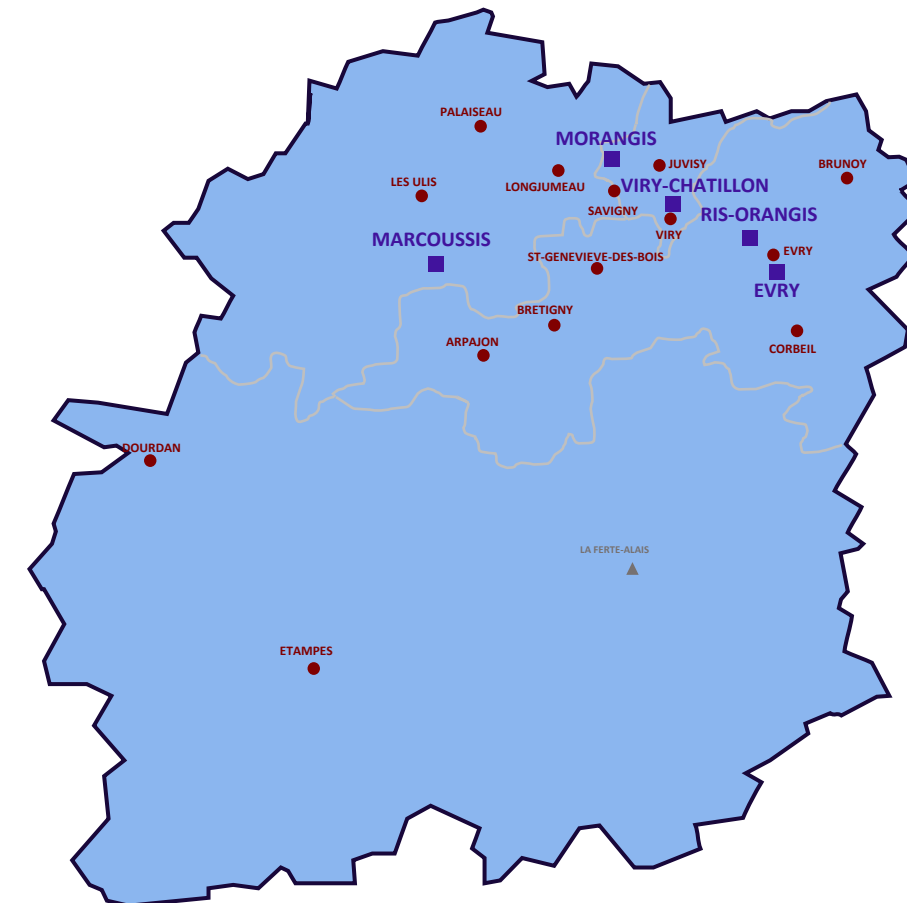 PALAISEAU
MORANGIS
JUVISY
BRUNOY
LES ULIS
LONGJUMEAU
VIRY-CHATILLON
SAVIGNY
RIS-ORANGIS
VIRY
MARCOUSSIS
EVRY
ST-GENEVIEVE-DES-BOIS
EVRY
BRETIGNY
ARPAJON
CORBEIL
DOURDAN
LA FERTE-ALAIS
ETAMPES